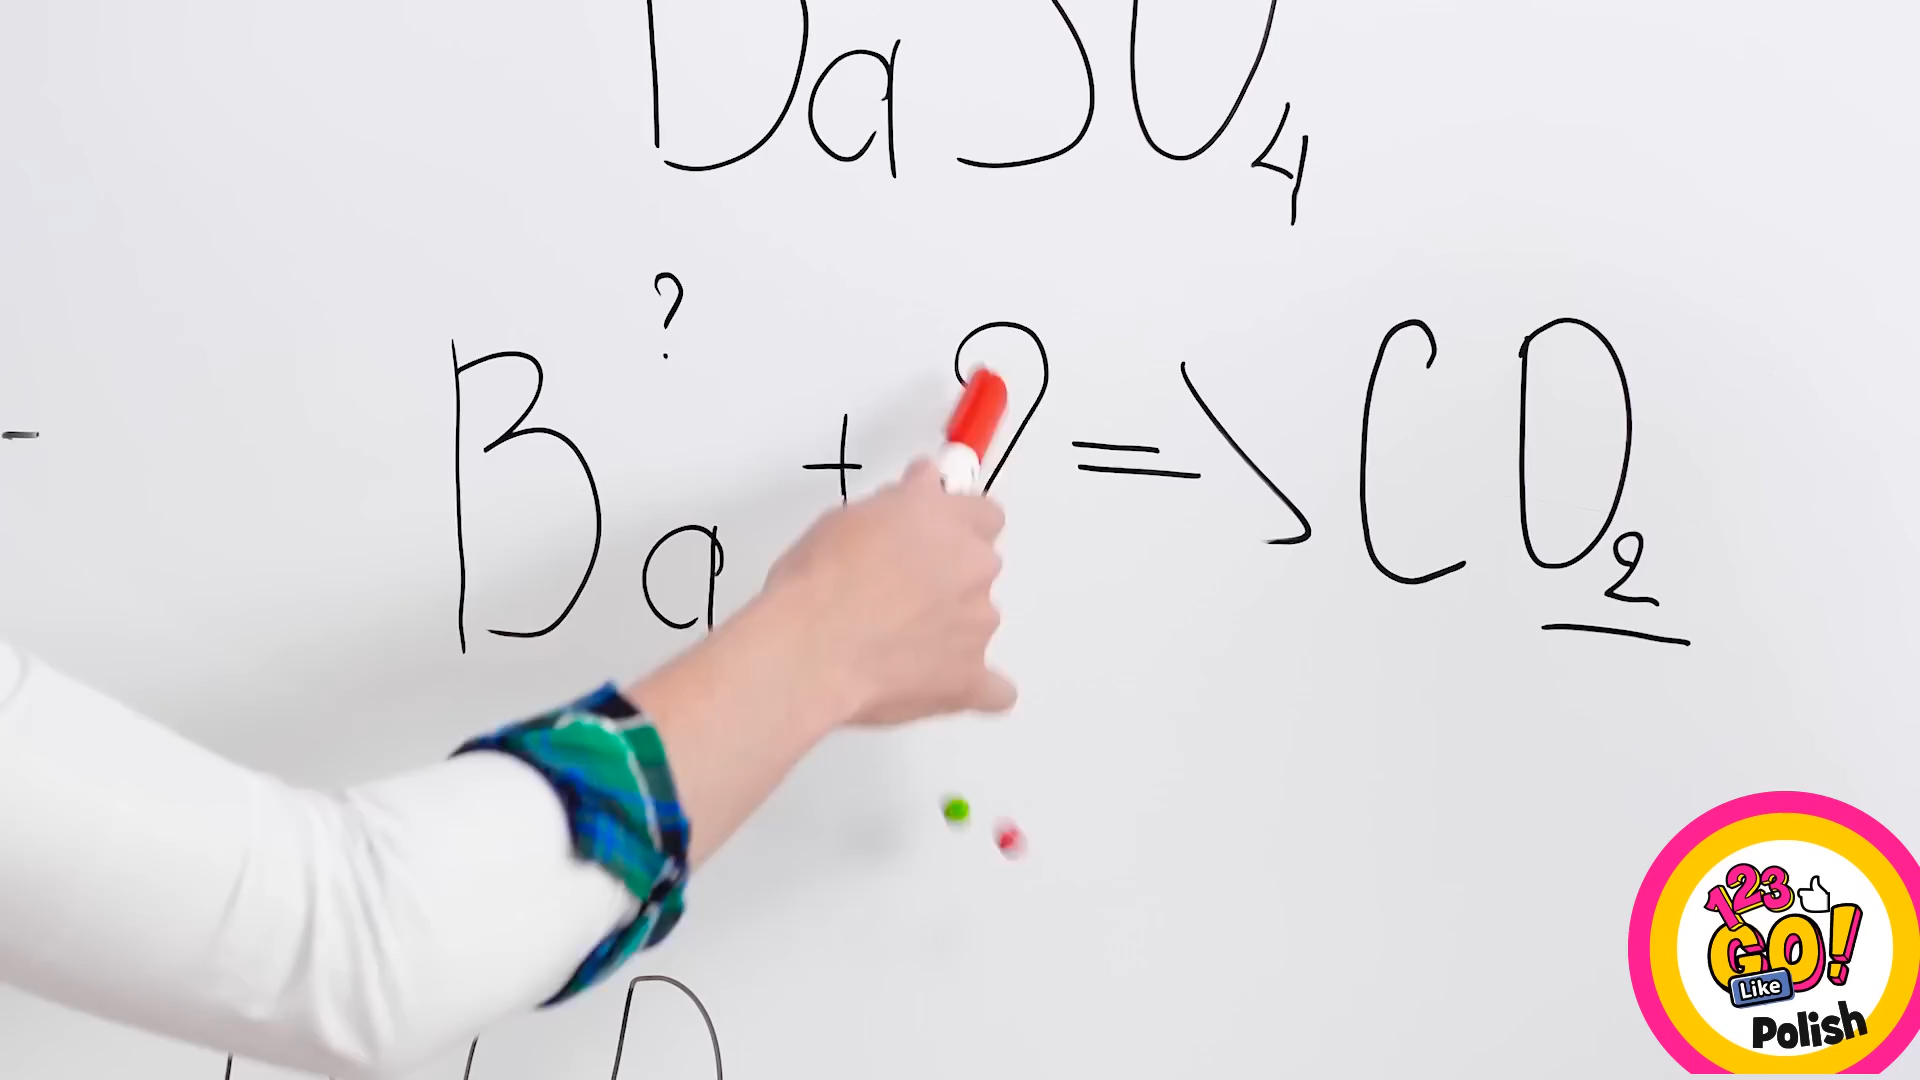 BaSO4
?
Ba + ? => CO2
123
GO!
Like
Polish